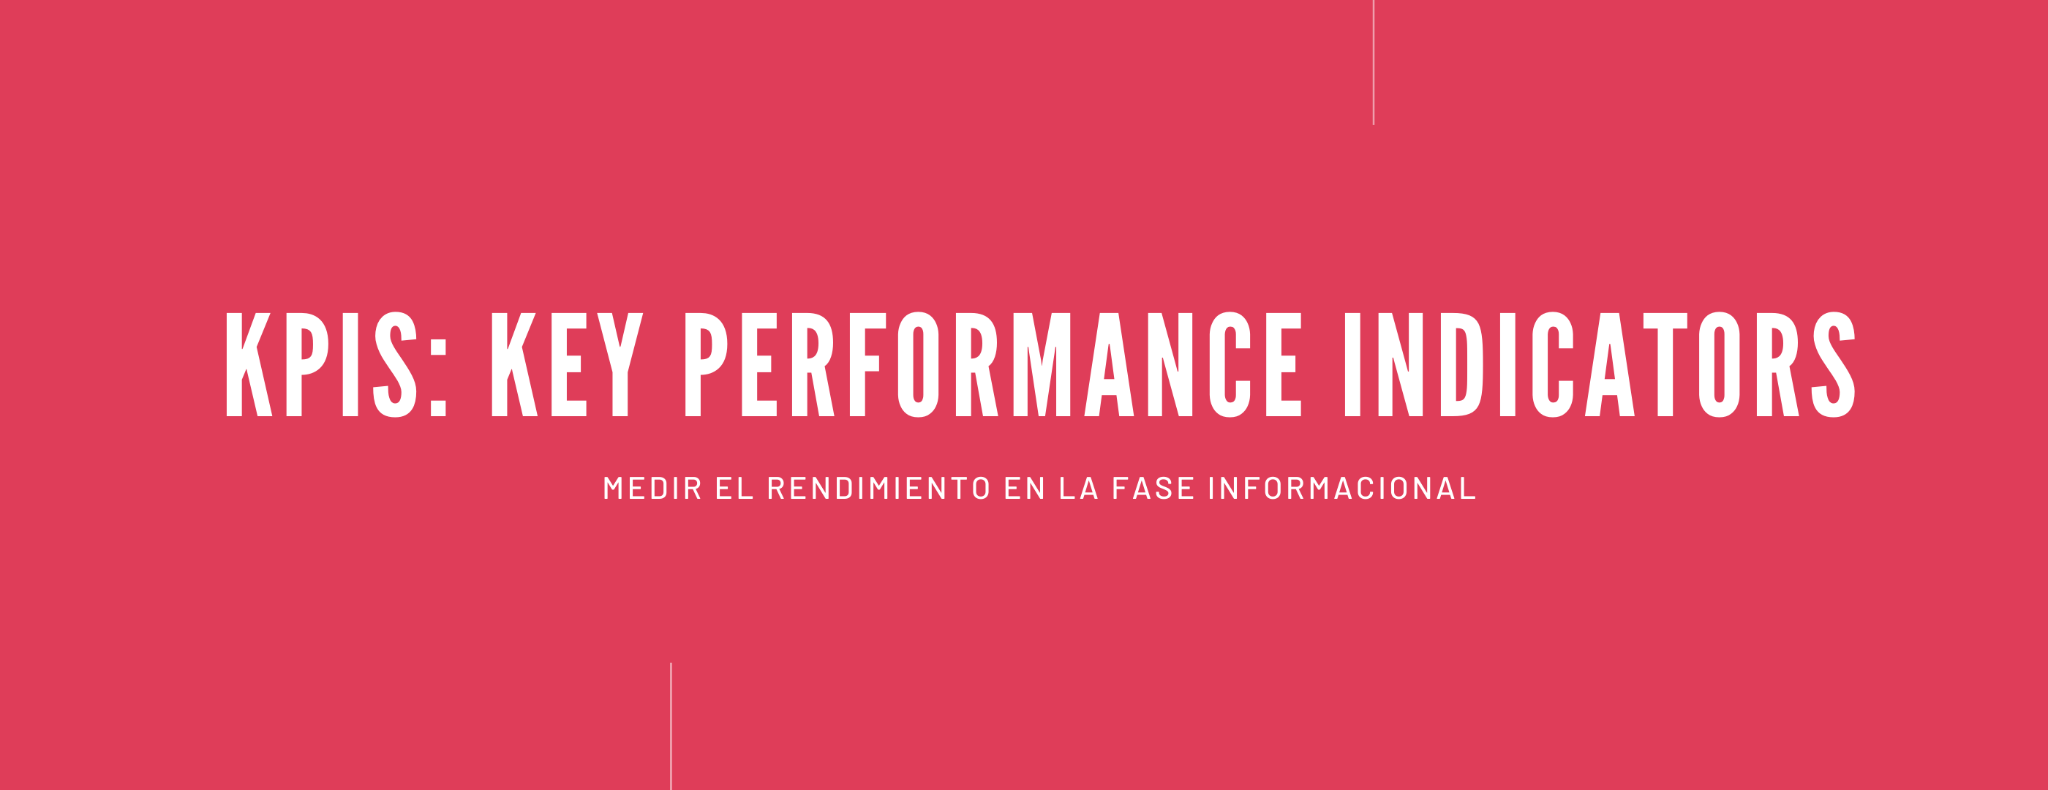 KPIS: KEY PERFORMANCE INDICATORS
MEDIR EL RENDIMIENTO EN LA FASE INFORMACIONAL